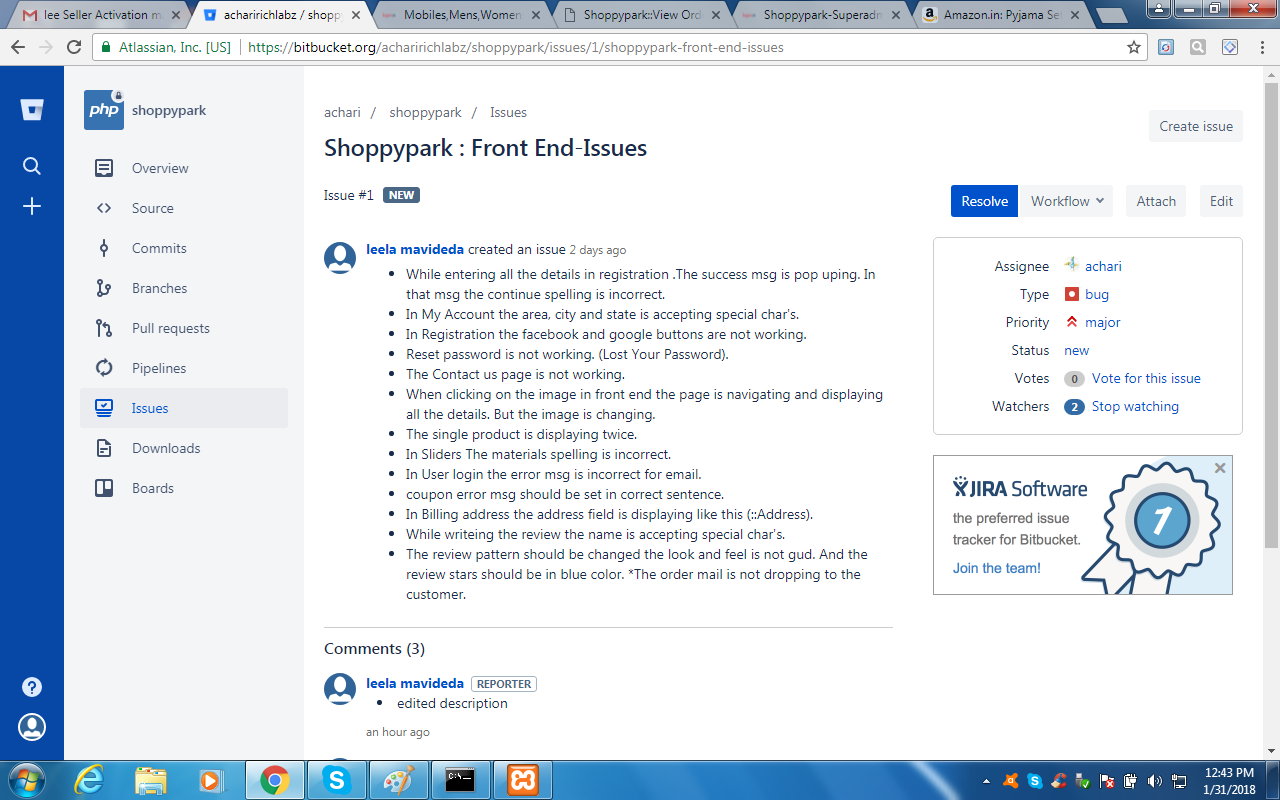 lee Seller Activation m
acharirichlabz / shopp
Mobiles,Mens,Women
Shoppypark::View Ord
Shoppypark-Superadm
Amazon.in: Pyjama Se
Atlassian, Inc. [US]
https://bitbucket.org/acharirichlabz/shoppypark/issues/1/shoppypark-front-end-issues
php
shoppypark
Overview
Source
Commits
Branches
Pull requests
Pipelines
Issues
Downloads
Boards
achari / shoppypark / Issues
Create issue
Shoppypark : Front End-Issues
Issue #1 NEW
Resolve
Workflow
Attach
Edit
leela mavideda created an issue 2 days ago
• While entering all the details in registration .The success msg is pop uping. In
that msg the continue spelling is incorrect.
• In My Account the area, city and state is accepting special char's.
• In Registration the facebook and google buttons are not working.
• Reset password is not working. (Lost Your Password).
• The Contact us page is not working.
• When clicking on the image in front end the page is navigating and displaying
all the details. But the image is changing.
• The single product is displaying twice.
• In Sliders The materials spelling is incorrect.
• In User login the error msg is incorrect for email.
• coupon error msg should be set in correct sentence.
• In Billing address the address field is displaying like this (::Address).
• While writeing the review the name is accepting special char's.
• The review pattern should be changed the look and feel is not gud. And the
review stars should be in blue color. *The order mail is not dropping to the
customer.
Assignee achari
Type bug
Priority major
Status new
Votes 0 Vote for this issue
Watchers 2 Stop watching
JIRA Software
the preferred issue
tracker for Bitbucket.
Join the team!
1
Comments (3)
leela mavideda REPORTER
• edited description
an hour ago
C:\.
12:43 PM
1/31/2018